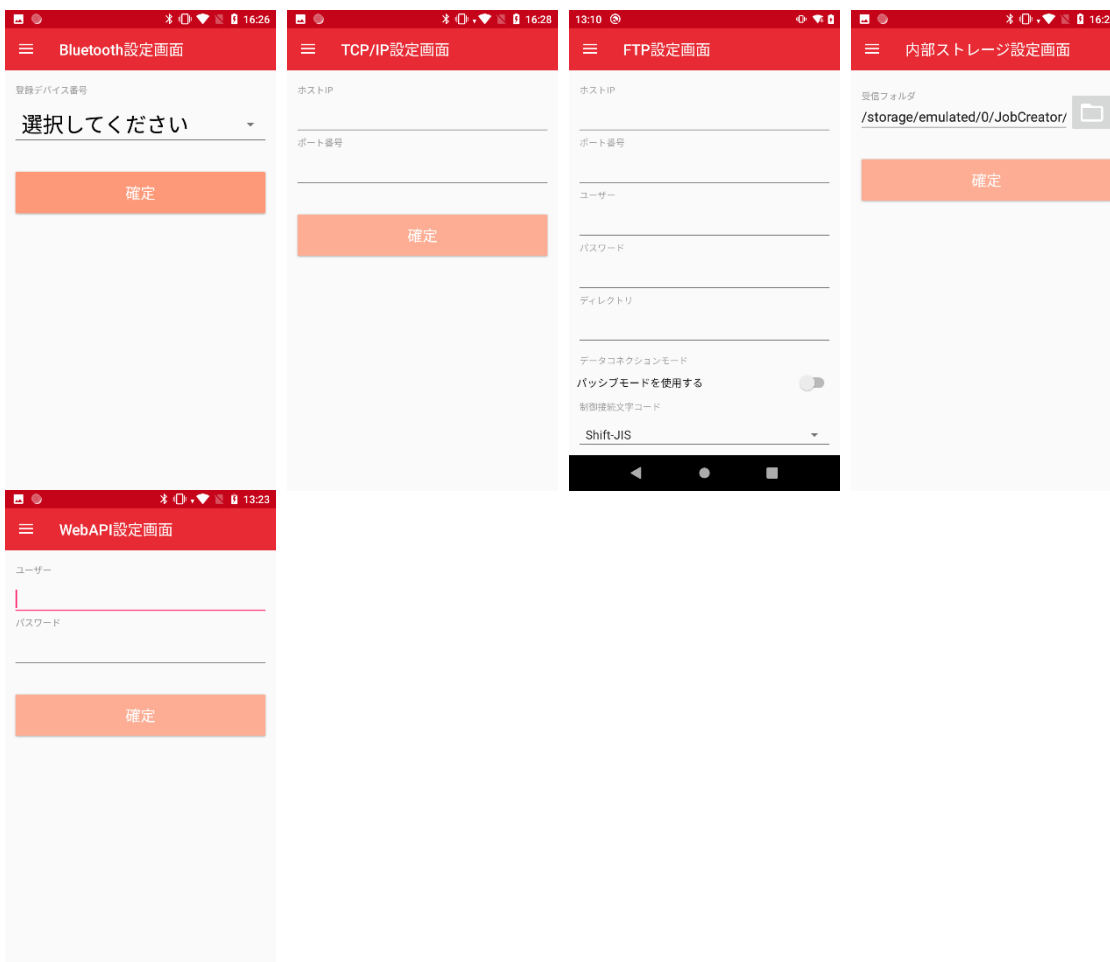 16:26
Bluetooth設定画面
登録デバイス番号
選択してください
確定
16:28
TCP/IP設定画面
ホストIP
ポート番号
確定
13:10
FTP設定画面
ホストIP
ポート番号
ユーザー
パスワード
ディレクトリ
データコネクションモード
パッシブモードを使用する
制御接続文字コード
Shift-JIS
16:2
内部ストレージ設定画面
受信フォルダ
/storage/emulated/0/JobCreator/
確定
13:23
WebAPI設定画面
ユーザー
パスワード
確定